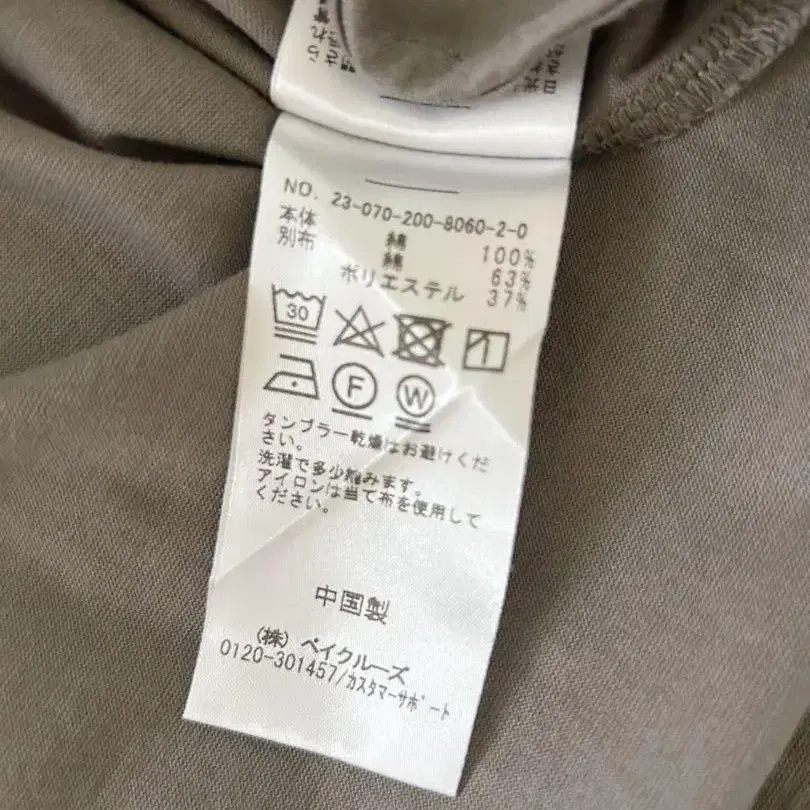 NO. 23-070-200-8060-2-0
本体 綿 100%
別布 綿 63%
ポリエステル 37%
30
F W
タンブラー乾燥はお避けくだ
さい。
洗濯で多少縮みます。
アイロンは当て布を使用して
ください。
中国製
(株) ベイクルーズ
0120-301457/カスタマーサポート